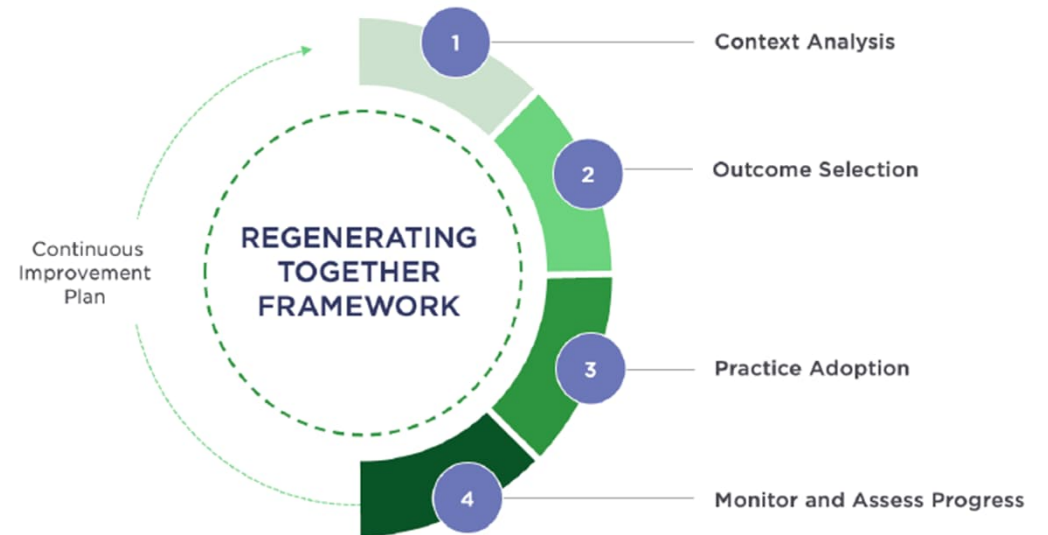 1
Context Analysis
2
Outcome Selection
REGENERATING
TOGETHER
FRAMEWORK
Continuous
Improvement
Plan
3
Practice Adoption
4
Monitor and Assess Progress